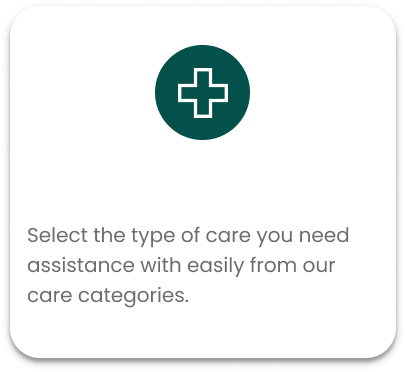 Select the type of care you need
assistance with easily from our
care categories.